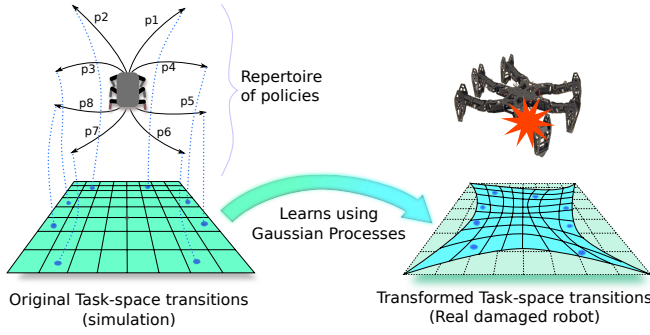 p2
p1
p3
p4
p8
p5
p7
p6
Repertoire
of policies
Learns using
Gaussian Processes
Original Task-space transitions
(simulation)
Transformed Task-space transitions
(Real damaged robot)